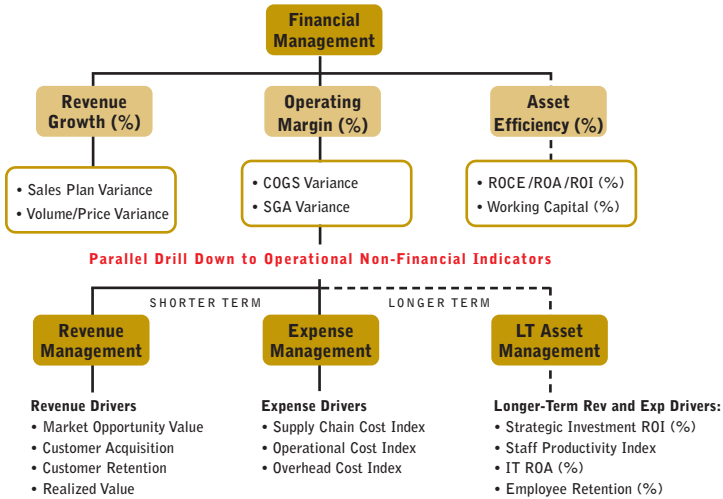 Financial
Management
Revenue
Growth (%)
Operating
Margin (%)
Asset
Efficiency (%)
• Sales Plan Variance
• Volume/Price Variance
• COGS Variance
• SGA Variance
• ROCE/ROA/ROI (%)
• Working Capital (%)
Parallel Drill Down to Operational Non-Financial Indicators
SHORTER TERM
LONGER TERM
Revenue
Management
Expense
Management
LT Asset
Management
Revenue Drivers
• Market Opportunity Value
• Customer Acquisition
• Customer Retention
• Realized Value
Expense Drivers
• Supply Chain Cost Index
• Operational Cost Index
• Overhead Cost Index
Longer-Term Rev and Exp Drivers:
• Strategic Investment ROI (%)
• Staff Productivity Index
• IT ROA (%)
• Employee Retention (%)